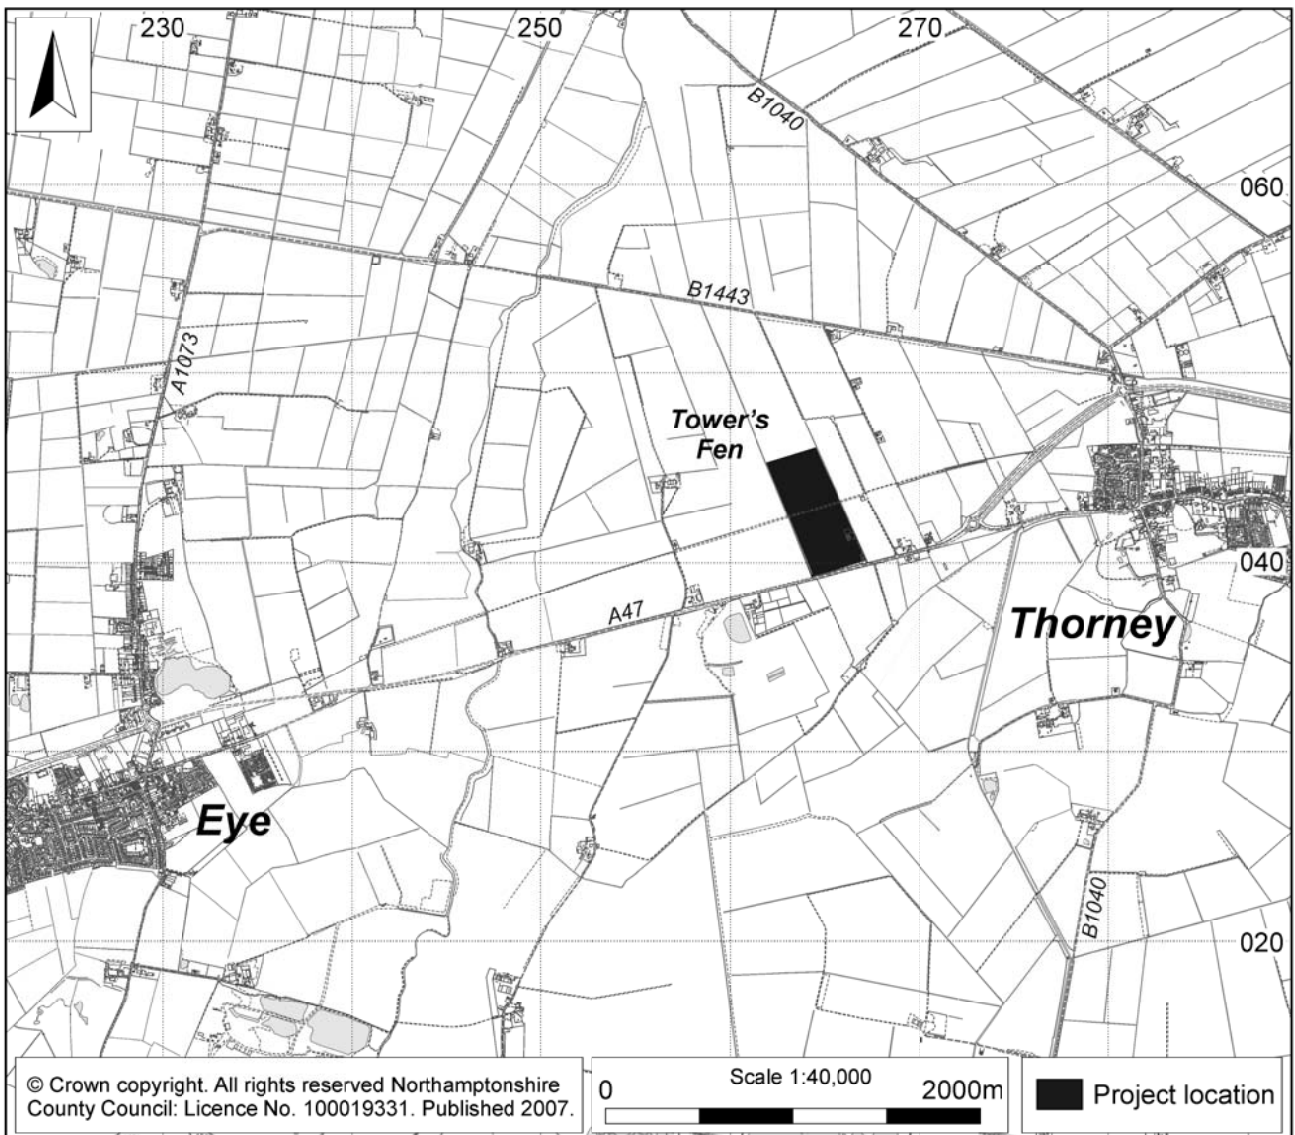 230
250
270
B1040
060
B1443
A1073
Tower's
Fen
040
A47
Thorney
Eye
B1040
020
© Crown copyright. All rights reserved Northamptonshire
County Council: Licence No. 100019331. Published 2007.
Scale 1:40,000
0
2000m
Project location